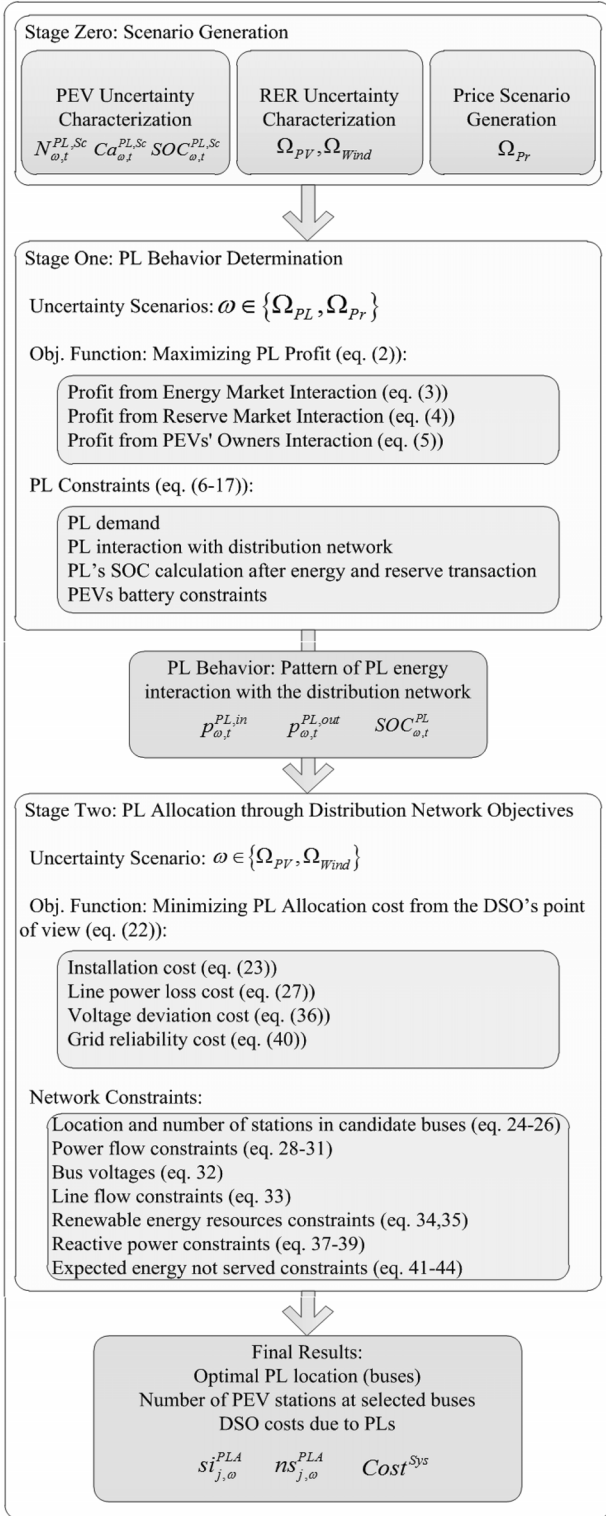 Stage Zero: Scenario Generation
PEV Uncertainty
Characterization
N_{ω,t}^{PL,Sc} Ca_{ω,t}^{PL,Sc} SOC_{ω,t}^{PL,Sc}
RER Uncertainty
Characterization
Ω_{PV}, Ω_{Wind}
Price Scenario
Generation
Ω_{Pr}
Stage One: PL Behavior Determination
Uncertainty Scenarios: ω ∈ {Ω_{PL}, Ω_{Pr}}
Obj. Function: Maximizing PL Profit (eq. (2)):
Profit from Energy Market Interaction (eq. (3))
Profit from Reserve Market Interaction (eq. (4))
Profit from PEVs' Owners Interaction (eq. (5))
PL Constraints (eq. (6-17)):
PL demand
PL interaction with distribution network
PL's SOC calculation after energy and reserve transaction
PEVs battery constraints
PL Behavior: Pattern of PL energy
interaction with the distribution network
p_{ω,t}^{PL,in} p_{ω,t}^{PL,out} SOC_{ω,t}^{PL}
Stage Two: PL Allocation through Distribution Network Objectives
Uncertainty Scenario: ω ∈ {Ω_{PV}, Ω_{Wind}}
Obj. Function: Minimizing PL Allocation cost from the DSO's point
of view (eq. (22)):
Installation cost (eq. (23))
Line power loss cost (eq. (27))
Voltage deviation cost (eq. (36))
Grid reliability cost (eq. (40))
Network Constraints:
Location and number of stations in candidate buses (eq. 24-26)
Power flow constraints (eq. 28-31)
Bus voltages (eq. 32)
Line flow constraints (eq. 33)
Renewable energy resources constraints (eq. 34,35)
Reactive power constraints (eq. 37-39)
Expected energy not served constraints (eq. 41-44)
Final Results:
Optimal PL location (buses)
Number of PEV stations at selected buses
DSO costs due to PLs
si_{j,ω}^{PLA} ns_{j,ω}^{PLA} Cost^{Sys}